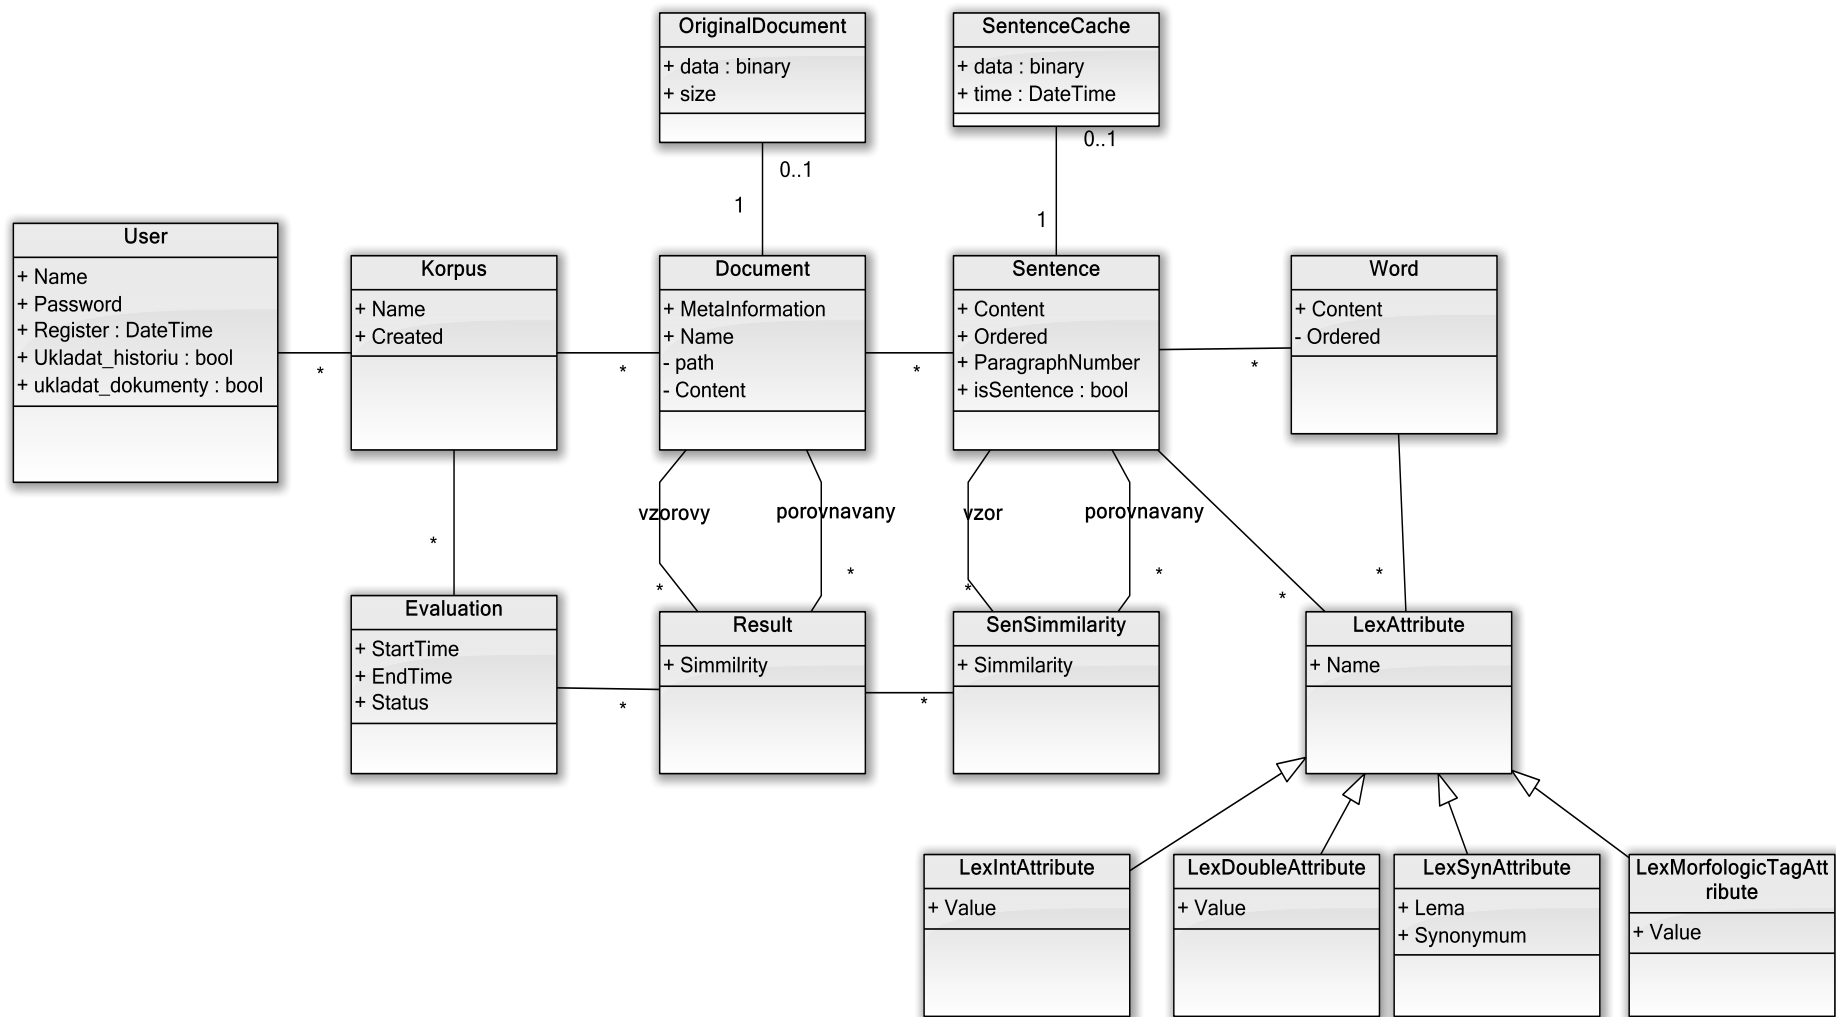 OriginalDocument
+ data : binary
+ size
SentenceCache
+ data : binary
+ time : DateTime
0..1
1
0..1
1
User
+ Name
+ Password
+ Register : DateTime
+ Ukladat_historiu : bool
+ ukladat_dokumenty : bool
*
Korpus
+ Name
+ Created
*
Document
+ MetaInformation
+ Name
- path
- Content
*
Sentence
+ Content
+ Ordered
+ ParagraphNumber
+ isSentence : bool
*
Word
+ Content
- Ordered
vzorovy
porovnavany
vzor
porovnavany
*
*
*
*
*
*
*
Evaluation
+ StartTime
+ EndTime
+ Status
*
Result
+ Simmilrity
*
SenSimmilarity
+ Simmilarity
LexAttribute
+ Name
LexIntAttribute
+ Value
LexDoubleAttribute
+ Value
LexSynAttribute
+ Lema
+ Synonymum
LexMorfologicTagAtt
ribute
+ Value